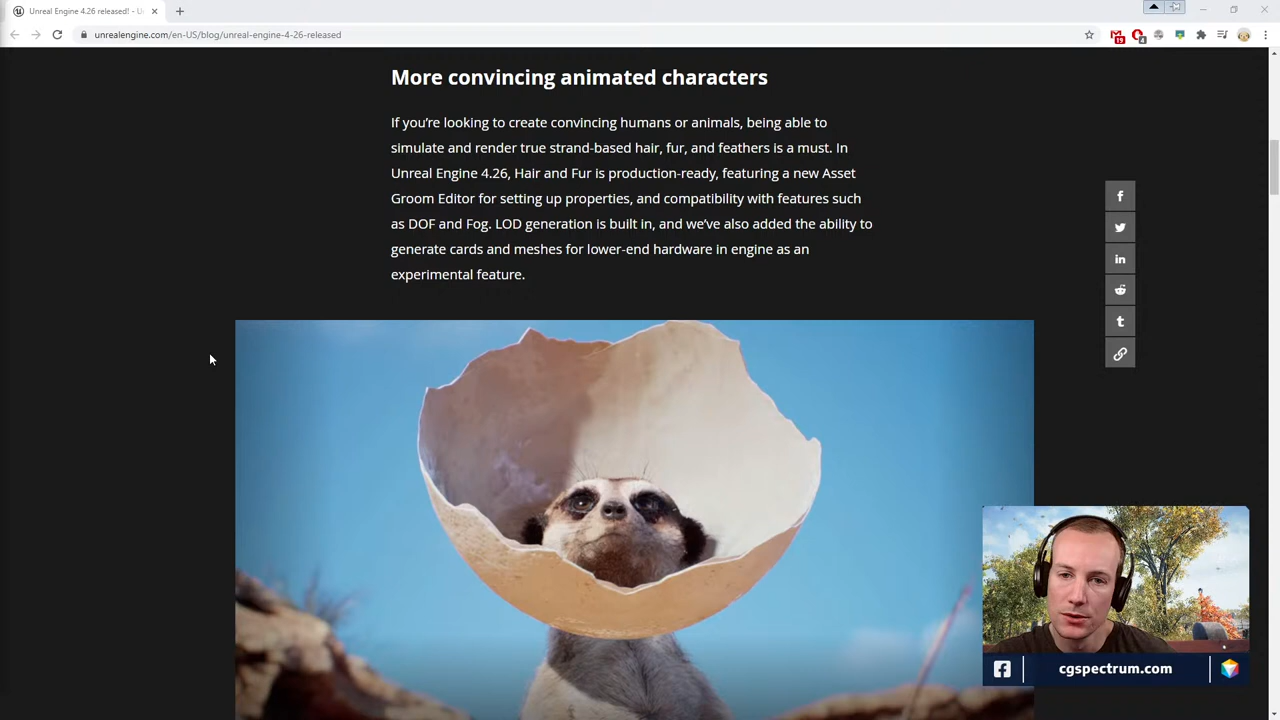 Unreal Engine 4.26 released! - U
unrealengine.com/en-US/blog/unreal-engine-4-26-released
19
4
More convincing animated characters
If you’re looking to create convincing humans or animals, being able to
simulate and render true strand-based hair, fur, and feathers is a must. In
Unreal Engine 4.26, Hair and Fur is production-ready, featuring a new Asset
Groom Editor for setting up properties, and compatibility with features such
as DOF and Fog. LOD generation is built in, and we’ve also added the ability to
generate cards and meshes for lower-end hardware in engine as an
experimental feature.
cgspectrum.com